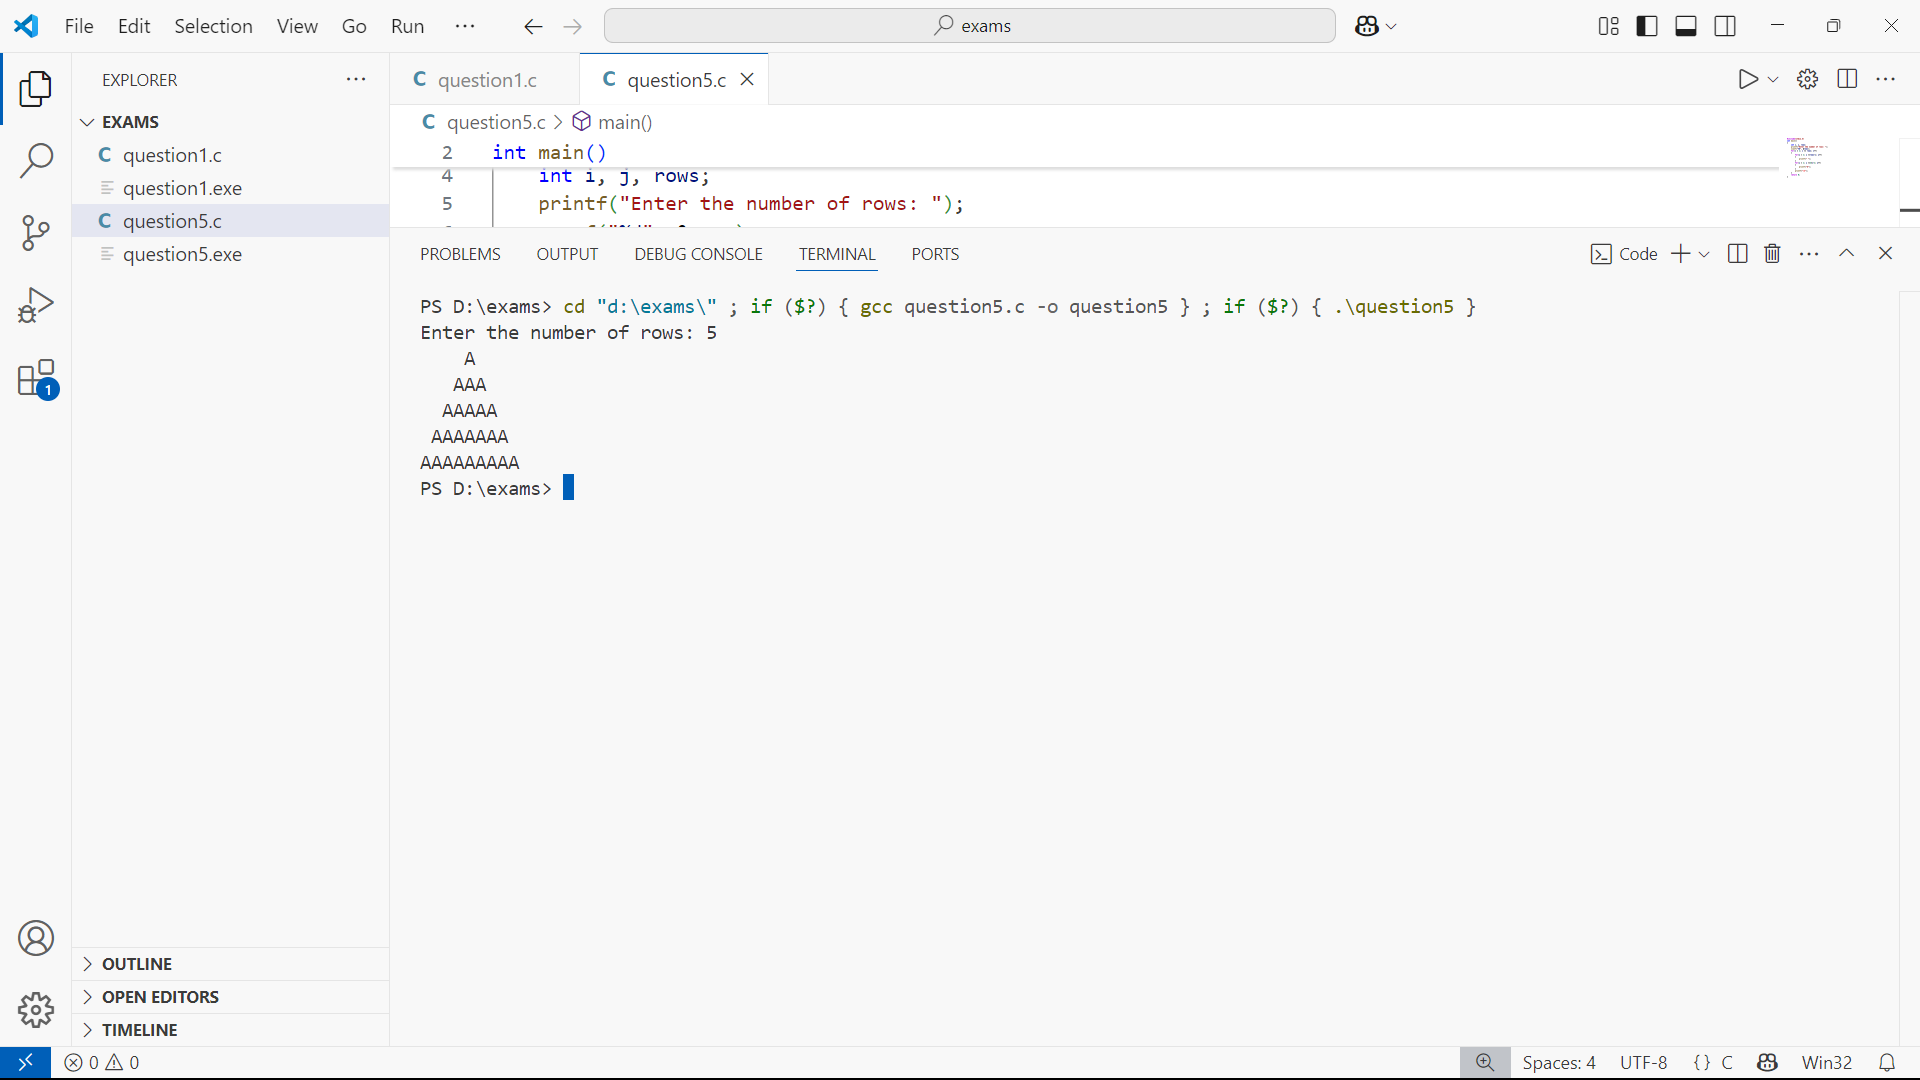 File Edit Selection View Go Run ··· exams
EXPLORER ···
EXAMS
C question1.c
question1.exe
C question5.c
question5.exe
1
OUTLINE
OPEN EDITORS
TIMELINE
C question1.c C question5.c
C question5.c > main()
2 int main()
4 int i, j, rows;
5 printf("Enter the number of rows: ");
PROBLEMS OUTPUT DEBUG CONSOLE TERMINAL PORTS Code
PS D:\exams> cd "d:\exams\" ; if ($?) { gcc question5.c -o question5 } ; if ($?) { .\question5 }
Enter the number of rows: 5
    A
   AAA
  AAAAA
 AAAAAAA
AAAAAAAAA
PS D:\exams>
0 0 Spaces: 4 UTF-8 {} C Win32